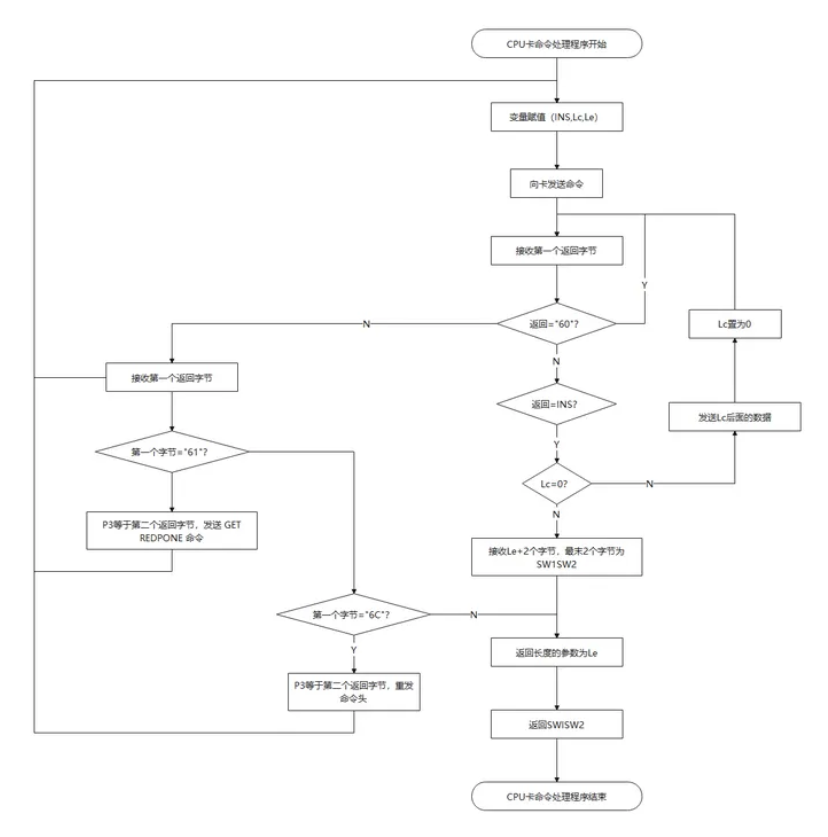 CPU卡命令处理程序开始
变量赋值（INS,Lc,Le）
向卡发送命令
接收第一个返回字节
Y
返回="60"?
N
Lc置为0
N
接收第一个返回字节
返回=INS?
发送Lc后面的数据
Y
第一个字节="61"?
Lc=0?
N
N
P3等于第二个返回字节，发送 GET
REDPONE 命令
接收Le+2个字节，最末2个字节为
SW1SW2
第一个字节="6C"?
N
Y
返回长度的参数为Le
P3等于第二个返回字节，重发
命令头
返回SWISW2
CPU卡命令处理程序结束